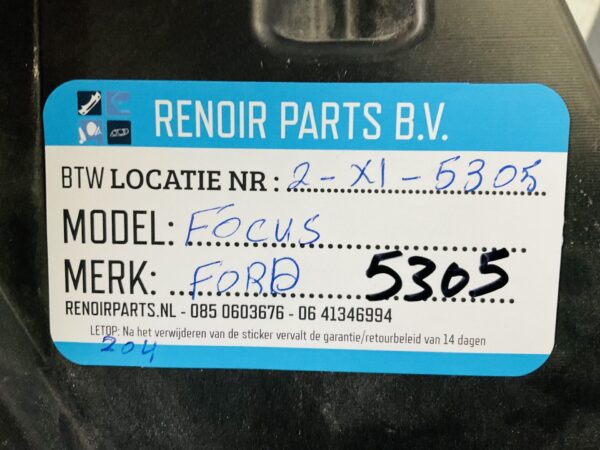 RENOIR PARTS B.V.
BTW LOCATIE NR : 2-XI-5305
MODEL: FOCUS
MERK: FORD 5305
RENOIRPARTS.NL - 085 0603676 - 06 41346994
LETOP: Na het verwijderen van de sticker vervalt de garantie/retourbeleid van 14 dagen
204